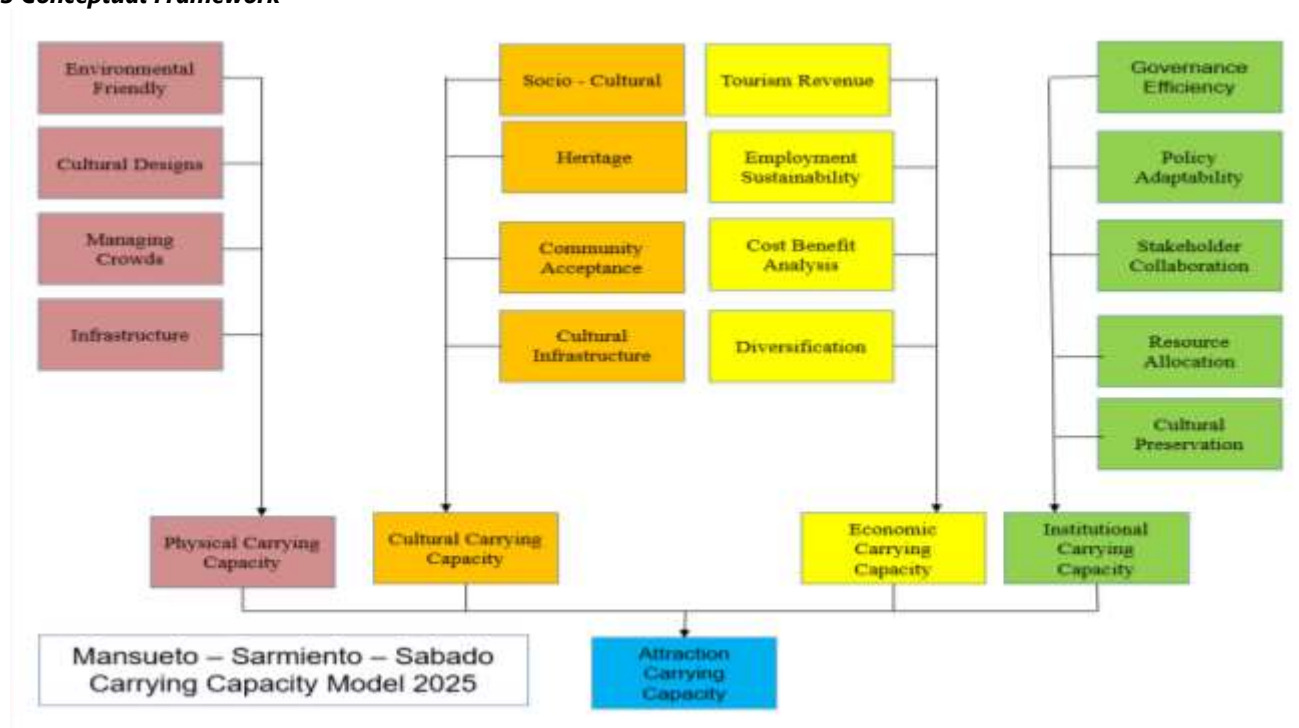 Conceptual Framework
Environmental
Friendly
Cultural Designs
Managing
Crowds
Infrastructure
Socio - Cultural
Heritage
Community
Acceptance
Cultural
Infrastructure
Tourism Revenue
Employment
Sustainability
Cost Benefit
Analysis
Diversification
Governance
Efficiency
Policy
Adaptability
Stakeholder
Collaboration
Resource
Allocation
Cultural
Preservation
Physical Carrying
Capacity
Cultural Carrying
Capacity
Economic
Carrying
Capacity
Institutional
Carrying
Capacity
Mansueto – Sarmiento – Sabado
Carrying Capacity Model 2025
Attraction
Carrying
Capacity